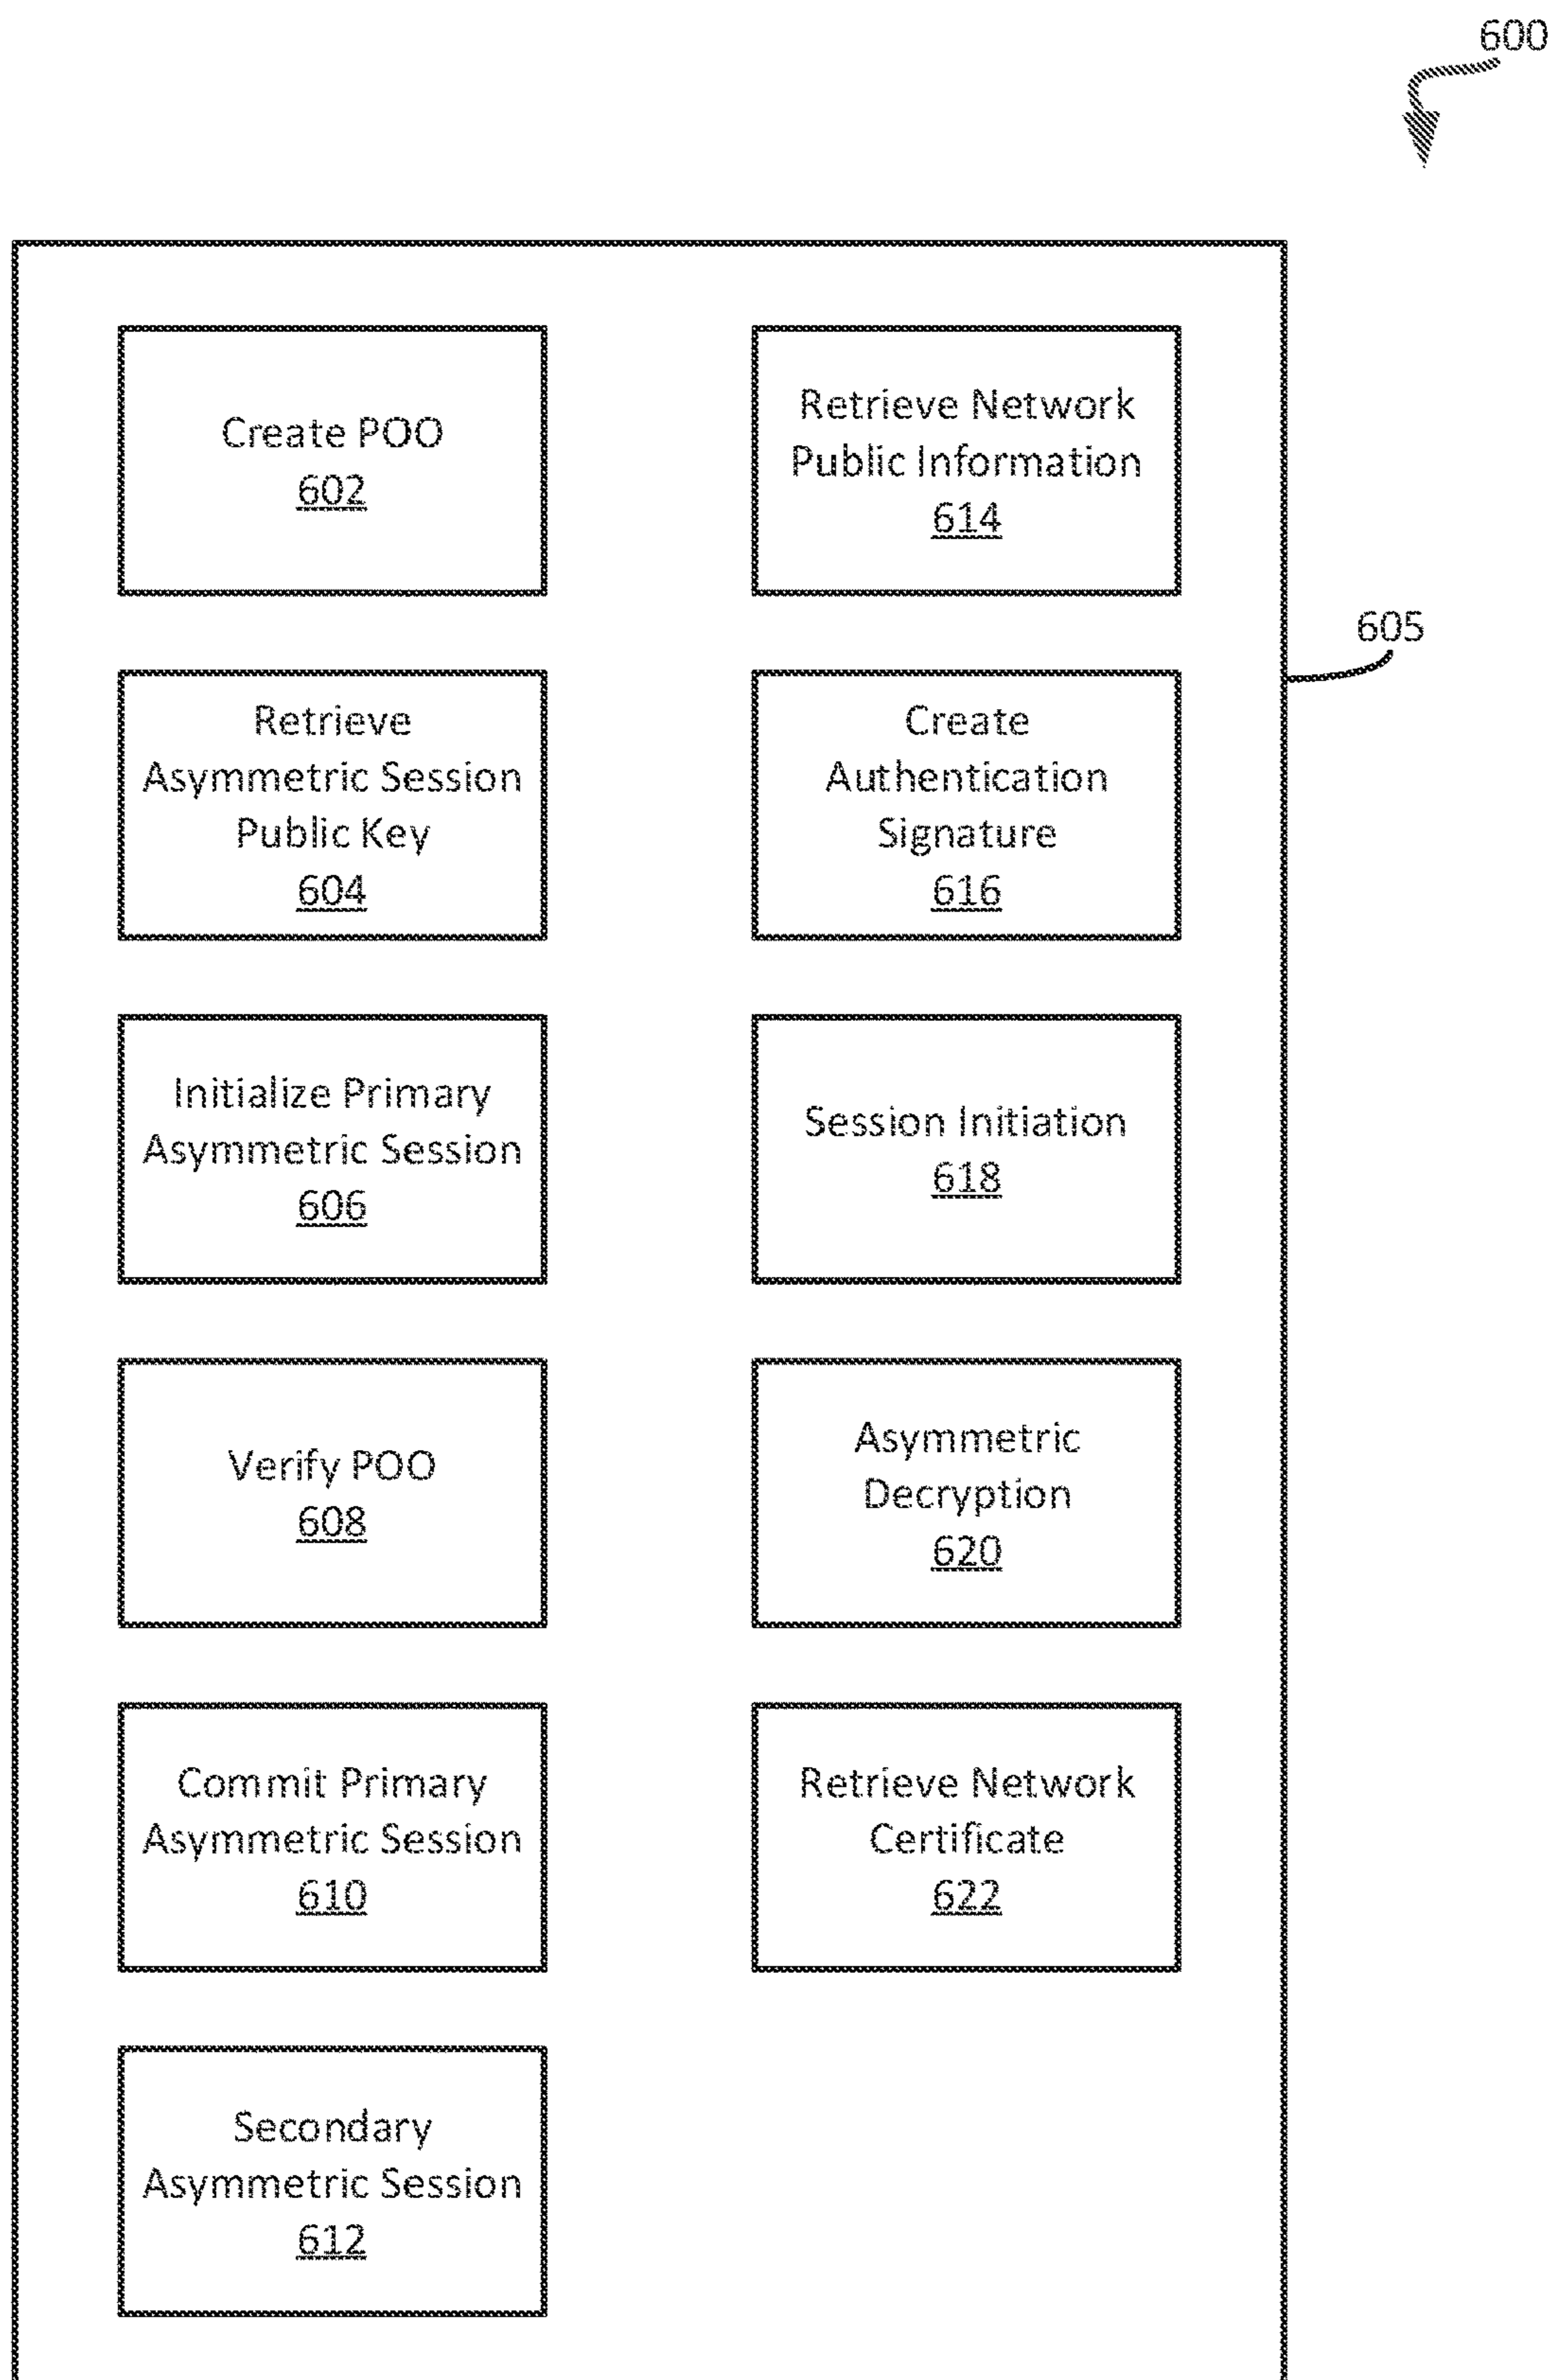 600
Create POO
602
Retrieve Network
Public Information
614
605
Retrieve
Asymmetric Session
Public Key
604
Create
Authentication
Signature
616
Initialize Primary
Asymmetric Session
606
Session Initiation
618
Verify POO
608
Asymmetric
Decryption
620
Commit Primary
Asymmetric Session
610
Retrieve Network
Certificate
622
Secondary
Asymmetric Session
612